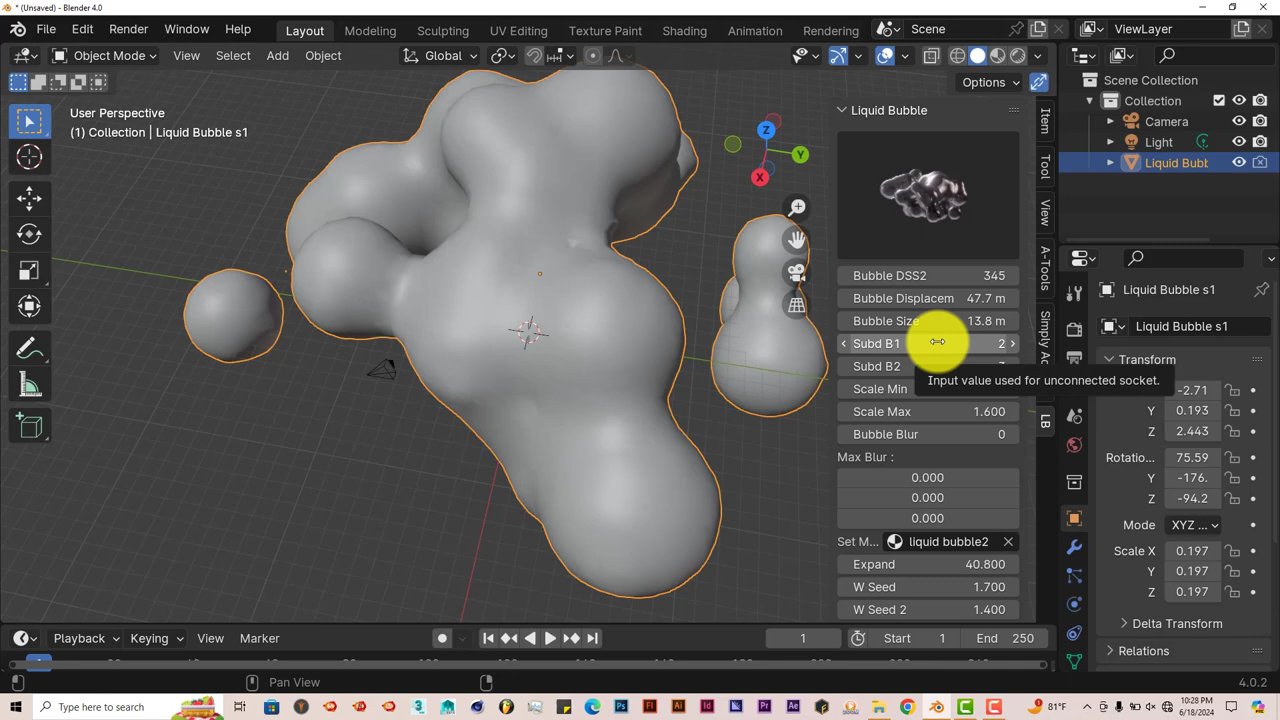 * (Unsaved) - Blender 4.0
File Edit Render Window Help Layout Modeling Sculpting UV Editing Texture Paint Shading Animation Rendering Scene ViewLayer
Object Mode View Select Add Object Global
Options
User Perspective
(1) Collection | Liquid Bubble s1
Z
Y
X
Liquid Bubble
Bubble DSS2 345
Bubble Displacem 47.7 m
Bubble Size 13.8 m
Subd B1 2
Subd B2
Input value used for unconnected socket.
Scale Min
Scale Max 1.600
Bubble Blur 0
Max Blur :
0.000
0.000
0.000
Set M... liquid bubble2
Expand 40.800
W Seed 1.700
W Seed 2 1.400
Item
Tool
View
A-Tools
Simply Ac
LB
Scene Collection
Collection
Camera
Light
Liquid Bubt
Liquid Bubble s1
Liquid Bubble s1
Transform
-2.71
Y 0.193
Z 2.443
Rotatio... 75.59
Y -176.
Z -94.2
Mode XYZ ...
Scale X 0.197
Y 0.197
Z 0.197
Delta Transform
Relations
Playback Keying View Marker 1 Start 1 End 250
Pan View 4.0.2
Type here to search
81°F
10:28 PM
6/18/2024